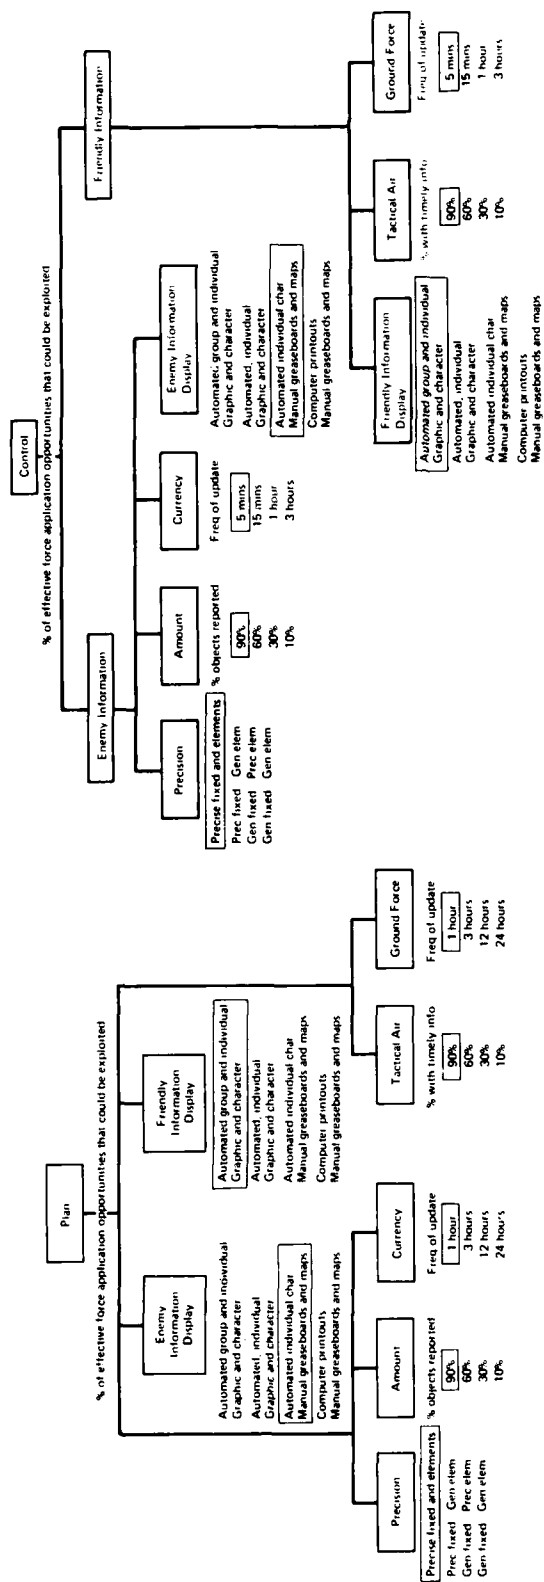 Plan
% of effective force application opportunities that could be exploited
Enemy
Information
Display
Automated group and individual
Graphic and character
Automated, individual
Graphic and character
Automated individual char
Manual greaseboards and maps
Computer printouts
Manual greaseboards and maps
Friendly
Information
Display
Automated group and individual
Graphic and character
Automated, individual
Graphic and character
Automated individual char
Manual greaseboards and maps
Computer printouts
Manual greaseboards and maps
Precision
Precise fixed and elements
Prec fixed Gen elem
Gen fixed Prec elem
Gen fixed Gen elem
Amount
% objects reported
90%
60%
30%
10%
Currency
Freq of update
1 hour
3 hours
12 hours
24 hours
Tactical Air
% with timely info
90%
60%
30%
10%
Ground Force
Freq of update
1 hour
3 hours
12 hours
24 hours
Control
% of effective force application opportunities that could be exploited
Enemy Information
Friendly Information
Precision
Precise fixed and elements
Prec fixed Gen elem
Gen fixed Prec elem
Gen fixed Gen elem
Amount
% objects reported
90%
60%
30%
10%
Currency
Freq of update
5 mins
15 mins
1 hour
3 hours
Enemy Information
Display
Automated group and individual
Graphic and character
Automated, individual
Graphic and character
Automated individual char
Manual greaseboards and maps
Computer printouts
Manual greaseboards and maps
Friendly Information
Display
Automated group and individual
Graphic and character
Automated, individual
Graphic and character
Automated individual char
Manual greaseboards and maps
Computer printouts
Manual greaseboards and maps
Tactical Air
% with timely info
90%
60%
30%
10%
Ground Force
Freq of update
5 mins
15 mins
1 hour
3 hours